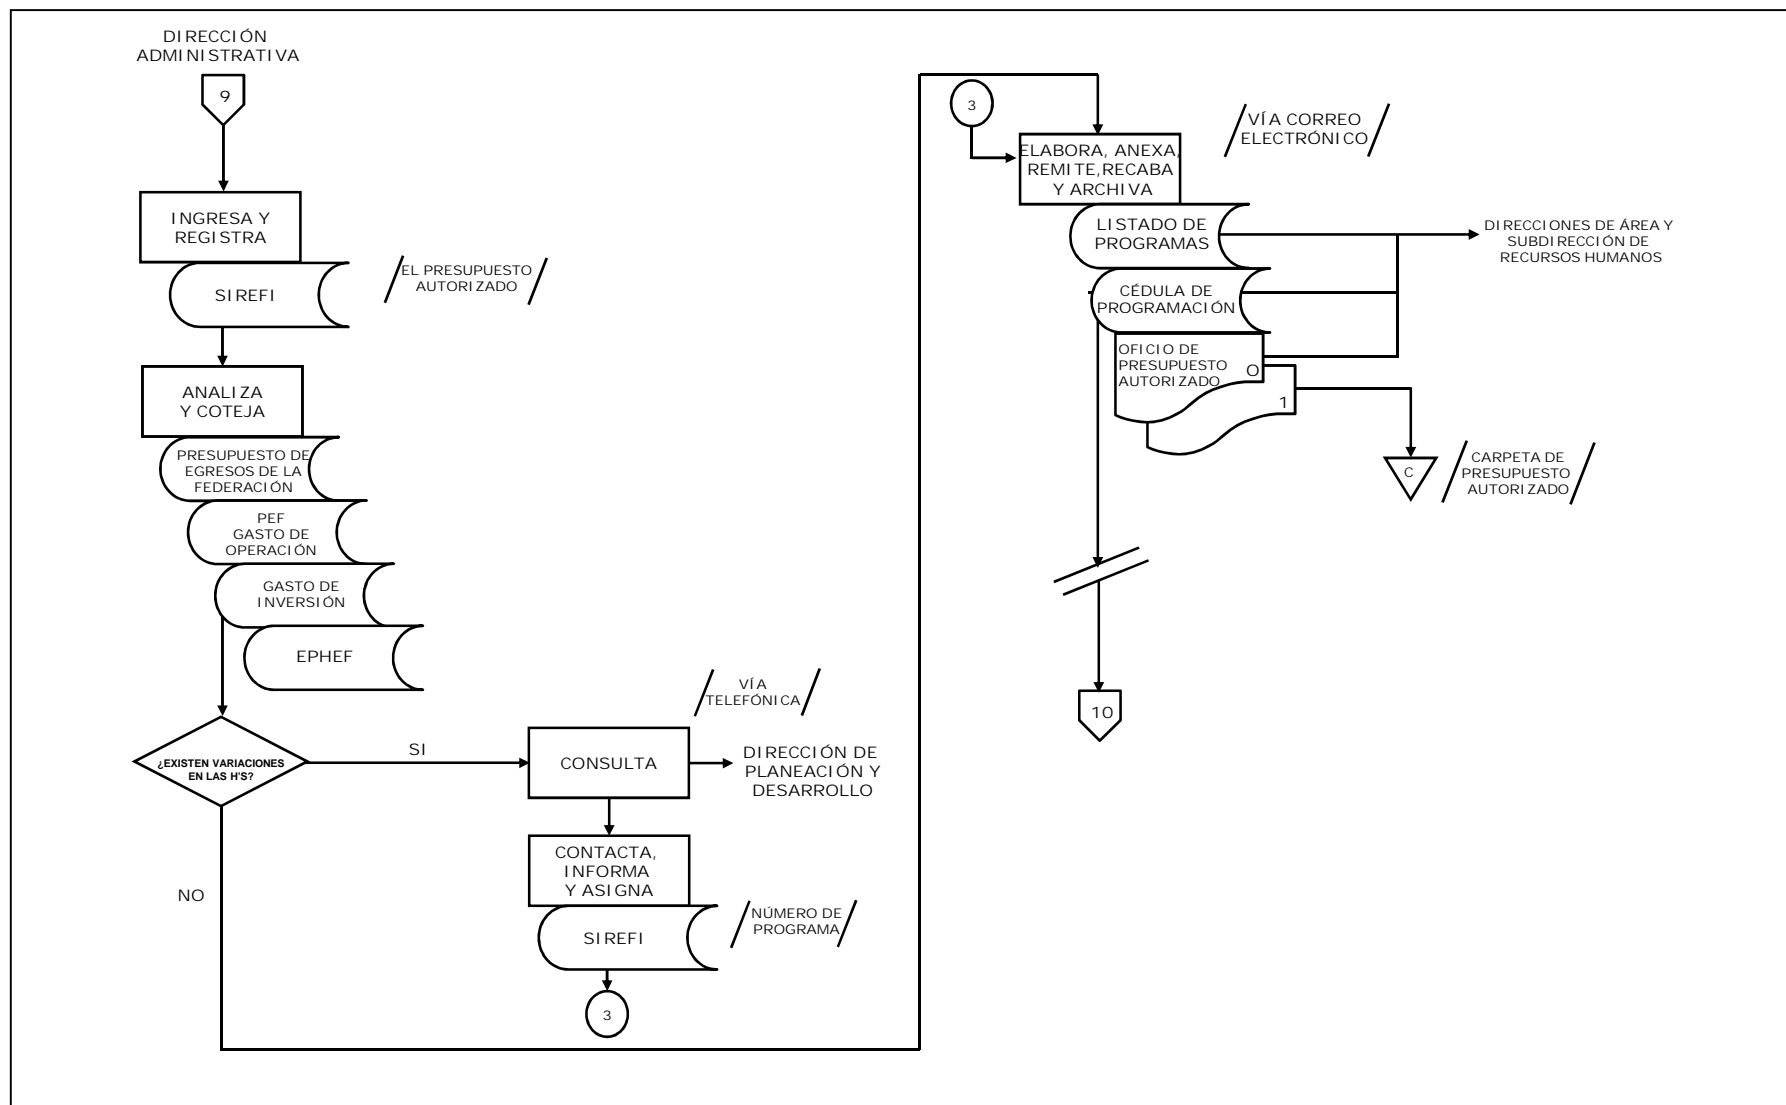 DIRECCIÓN
ADMINISTRATIVA
9
INGRESA Y
REGISTRA
SIREFI
EL PRESUPUESTO
AUTORIZADO
ANALIZA
Y COTEJA
PRESUPUESTO DE
EGRESOS DE LA
FEDERACIÓN
PEF
GASTO DE
OPERACIÓN
GASTO DE
INVERSIÓN
EPHEF
¿EXISTEN VARIACIONES
EN LAS H'S?
SI
NO
CONSULTA
VÍA
TELEFÓNICA
DIRECCIÓN DE
PLANEACIÓN Y
DESARROLLO
CONTACTA,
INFORMA
Y ASIGNA
SIREFI
NÚMERO DE
PROGRAMA
3
3
ELABORA, ANEXA,
REMITE,RECABA
Y ARCHIVA
VÍA CORREO
ELECTRÓNICO
LISTADO DE
PROGRAMAS
DIRECCIONES DE ÁREA Y
SUBDIRECCIÓN DE
RECURSOS HUMANOS
CÉDULA DE
PROGRAMACIÓN
OFICIO DE
PRESUPUESTO
AUTORIZADO
O
1
C
CARPETA DE
PRESUPUESTO
AUTORIZADO
10